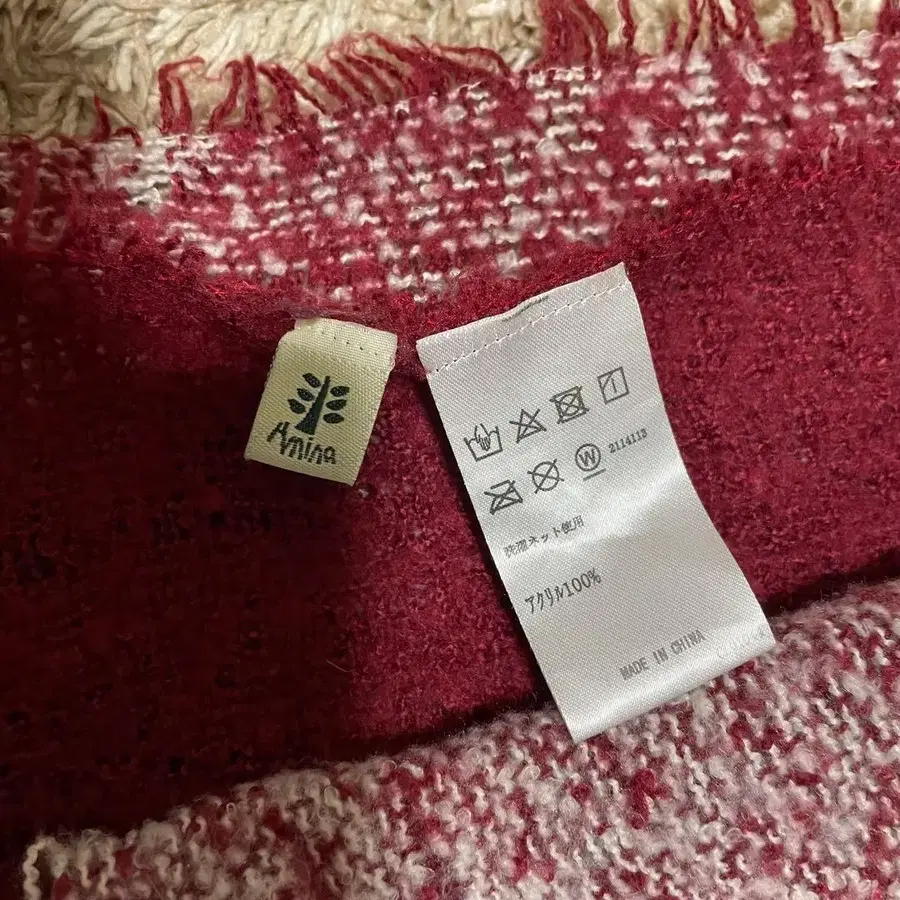 Amina
W
2114113
洗濯ネット使用
アクリル100%
MADE IN CHINA